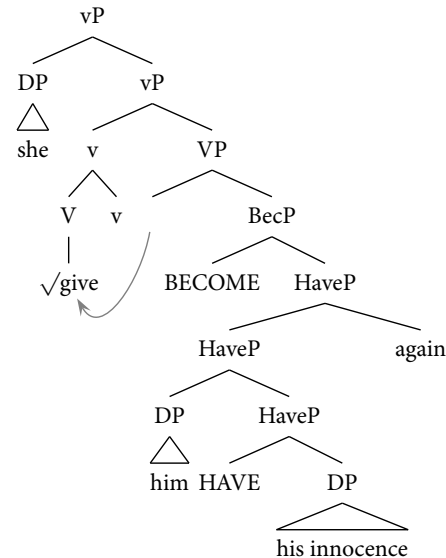 vP
DP vP
she v VP
V v BecP
√give BECOME HaveP
HaveP again
DP HaveP
him HAVE DP
his innocence